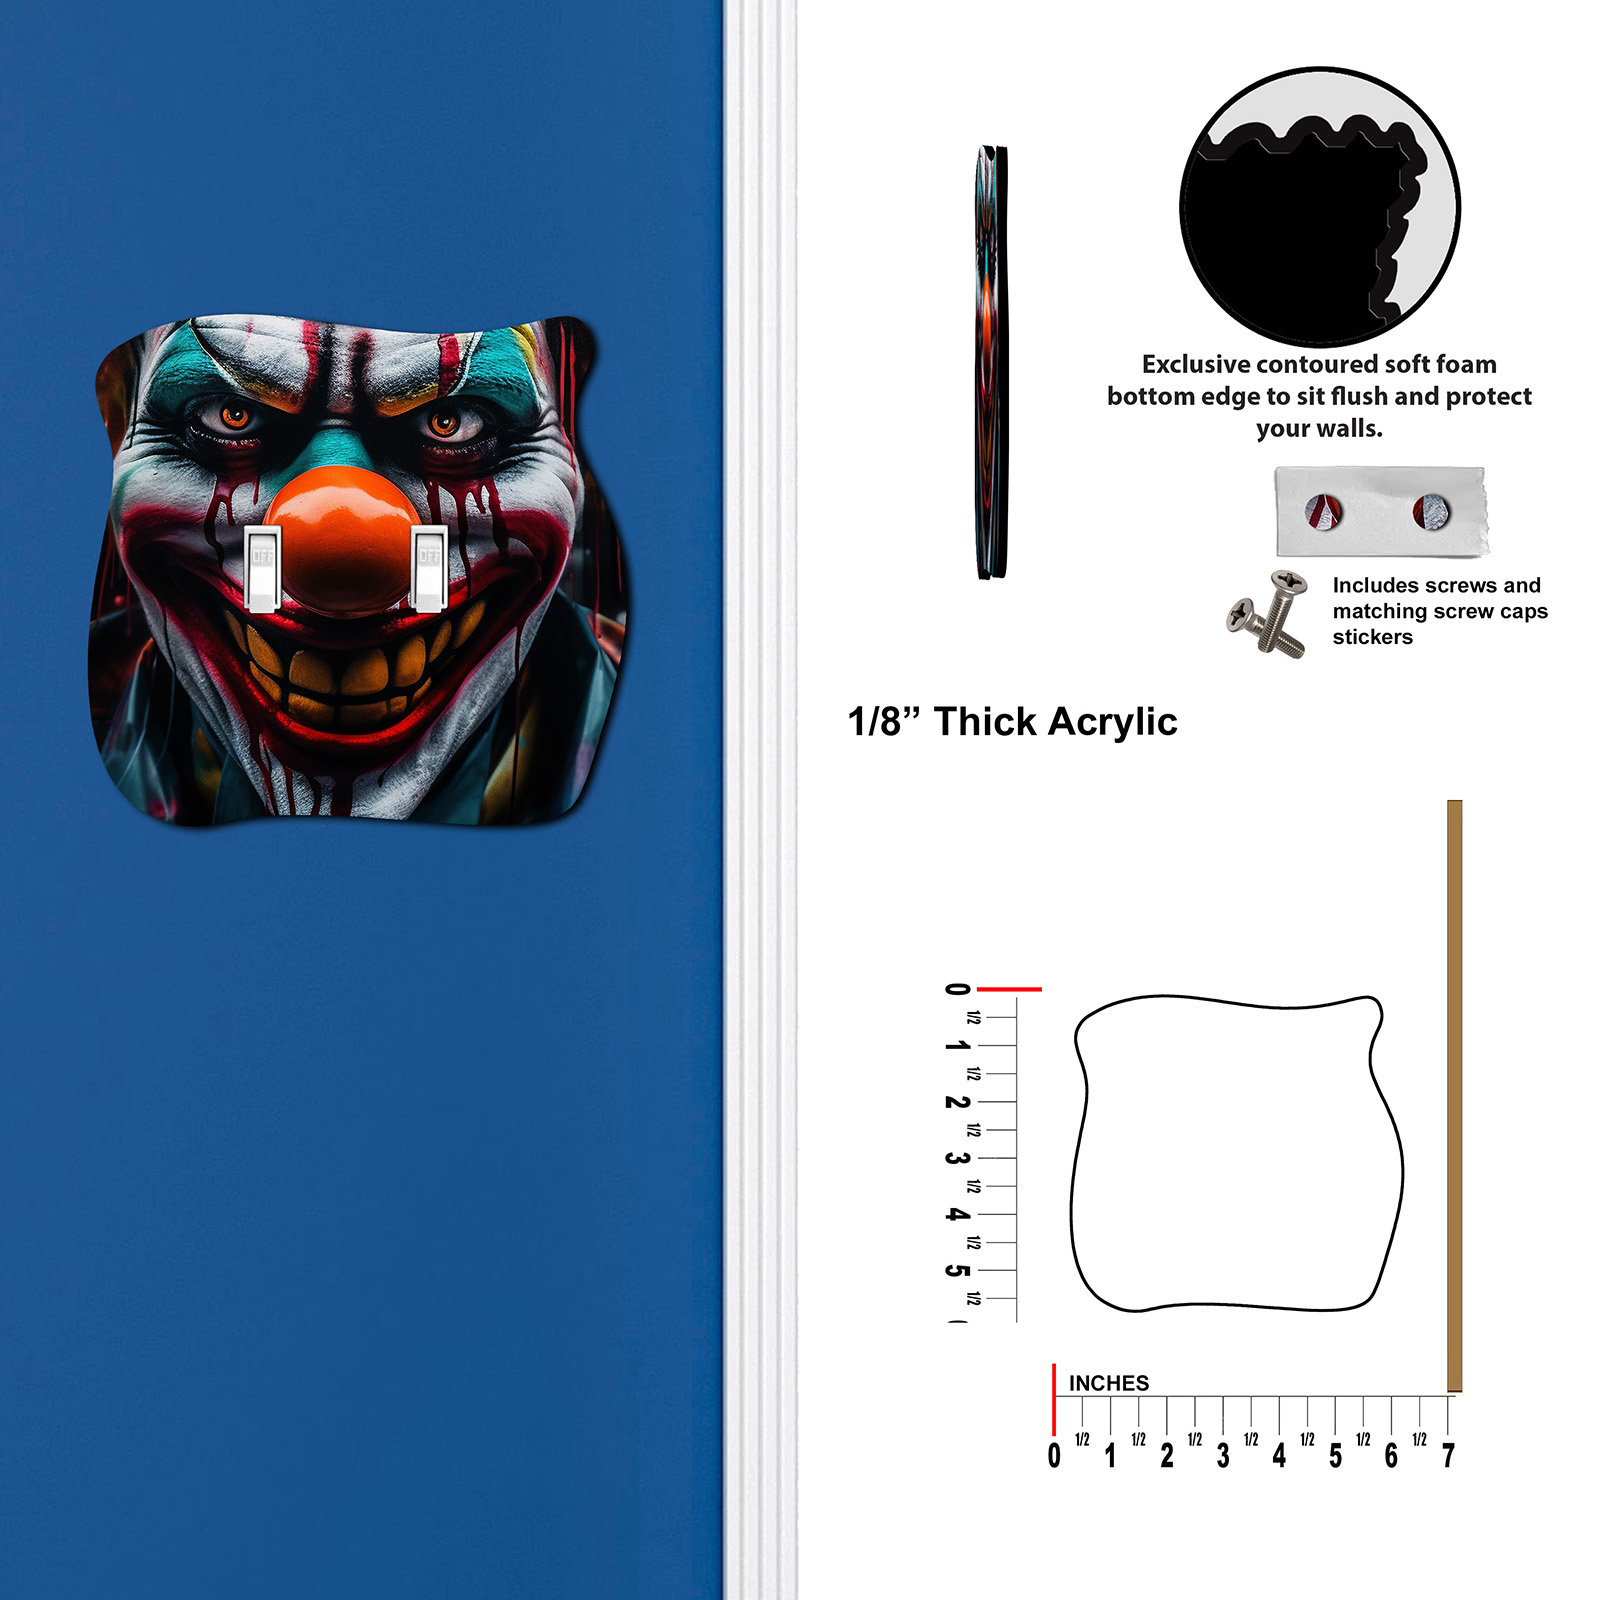 Exclusive contoured soft foam
bottom edge to sit flush and protect
your walls.
OFF
OFF
Includes screws and
matching screw caps
stickers
1/8” Thick Acrylic
0
1/2
1
1/2
2
1/2
3
1/2
4
1/2
5
1/2
INCHES
0 1/2 1 1/2 2 1/2 3 1/2 4 1/2 5 1/2 6 1/2 7